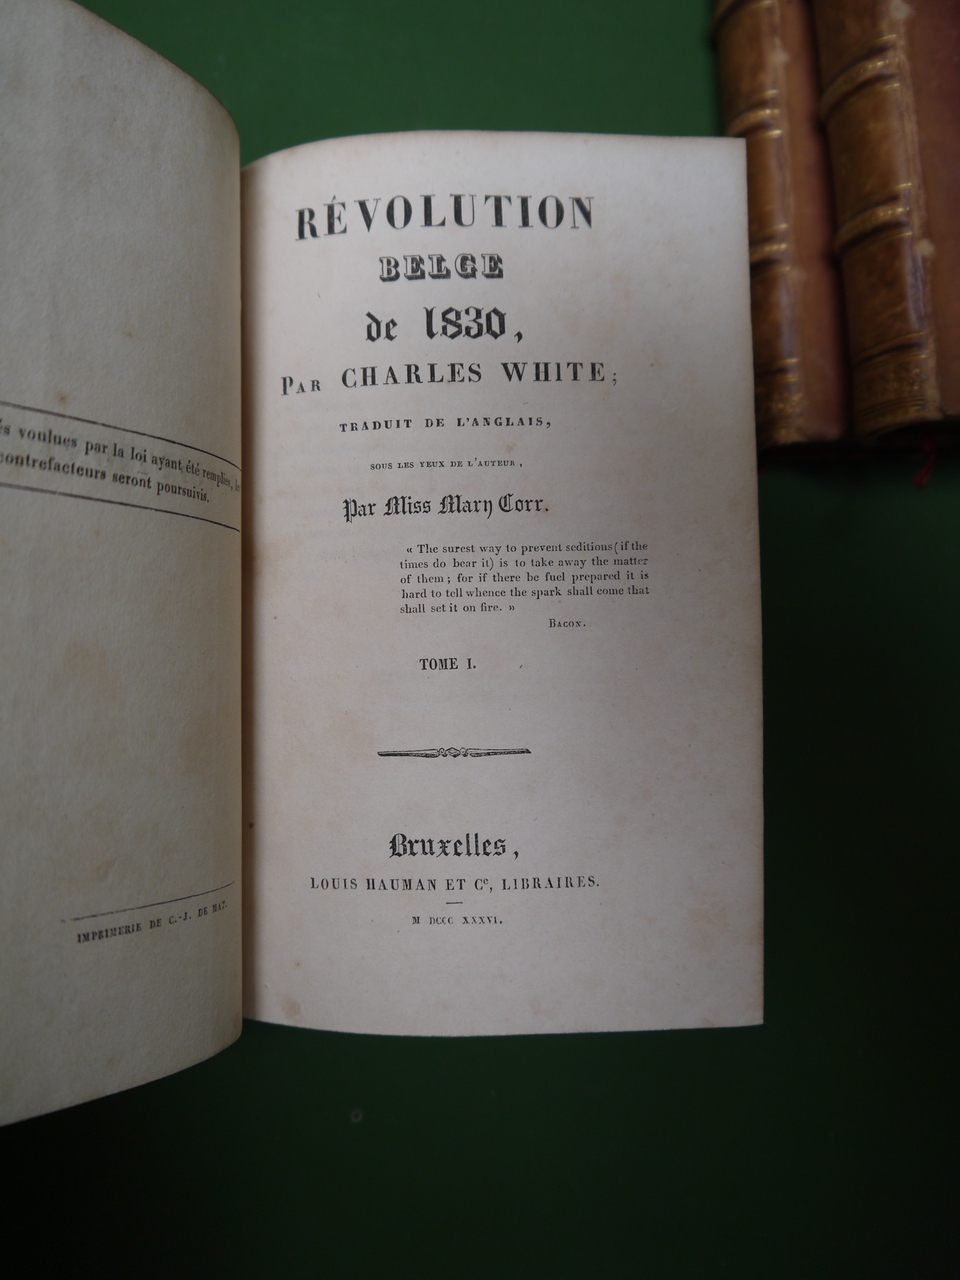 és voulues par la loi ayant été remplies, les
contrefacteurs seront poursuivis.
IMPRIMERIE DE C.-J. DE MAT.
RÉVOLUTION
BELGE
de 1830,
PAR CHARLES WHITE;
TRADUIT DE L'ANGLAIS,
SOUS LES YEUX DE L'AUTEUR,
Par Miss Mary Corr.
« The surest way to prevent seditions (if the
times do bear it) is to take away the matter
of them; for if there be fuel prepared it is
hard to tell whence the spark shall come that
shall set it on fire. »
BACON.
TOME I.
Bruxelles,
LOUIS HAUMAN ET Ce, LIBRAIRES.
M DCCC XXXVI.